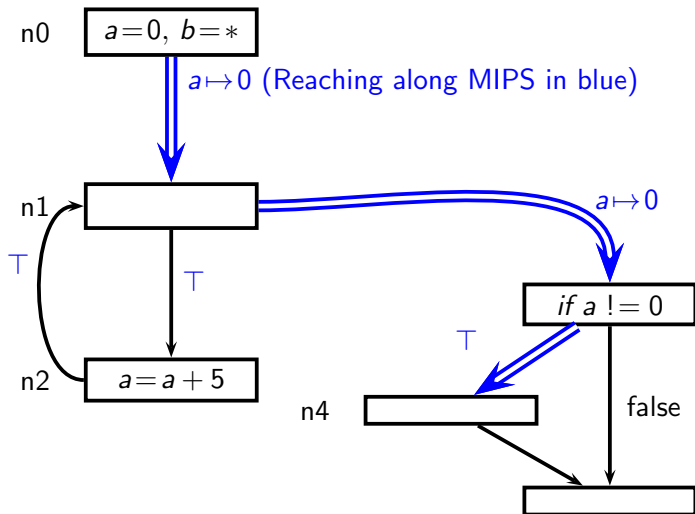 n0
a=0, b=*
a↦0 (Reaching along MIPS in blue)
n1
a↦0
⊤
⊤
if a != 0
⊤
n2
a=a+5
n4
false